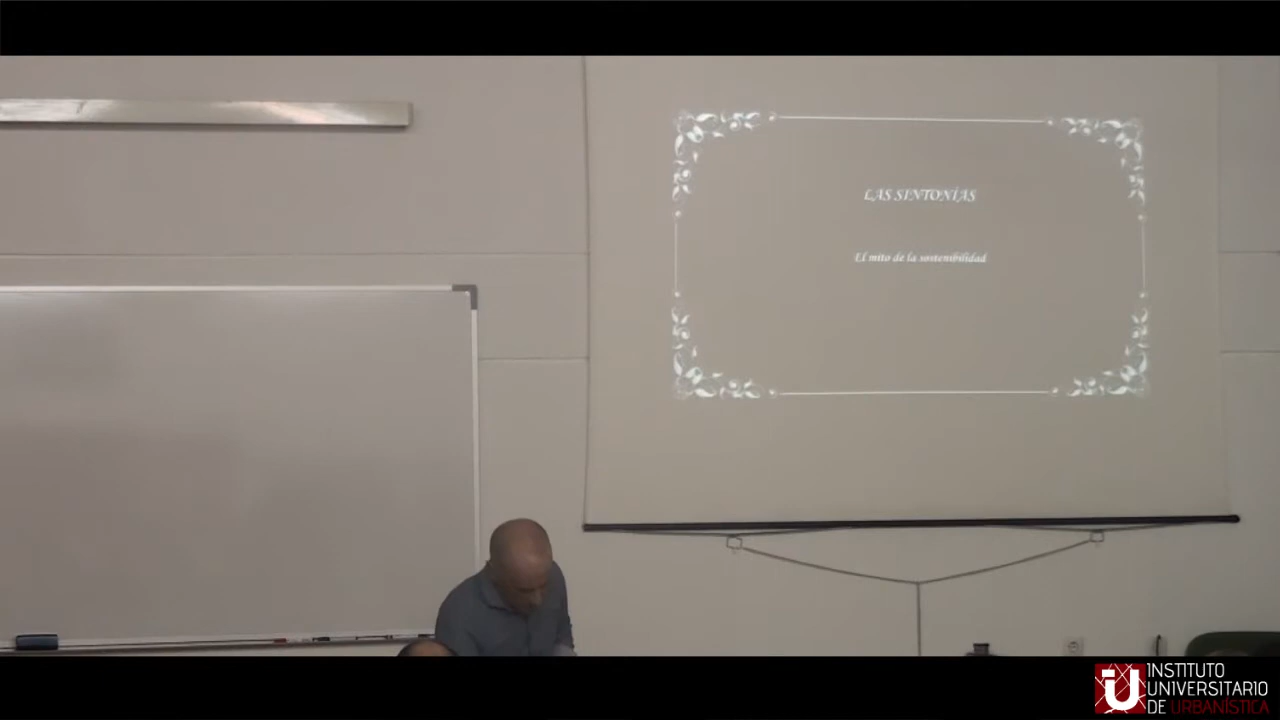 LAS SINTONÍAS
El mito de la sostenibilidad
INSTITUTO
UNIVERSITARIO
DE URBANÍSTICA